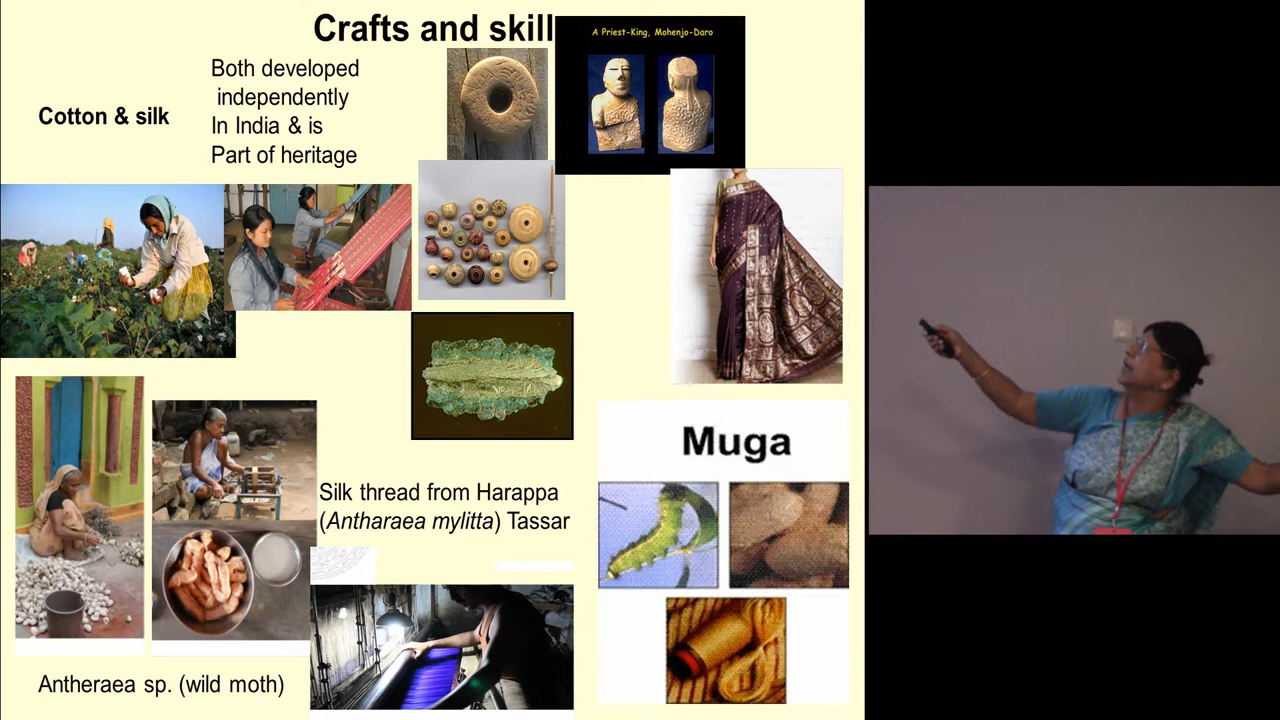 Crafts and skill
A Priest-King, Mohenjo-Daro
Both developed
independently
In India & is
Part of heritage
Cotton & silk
Muga
Silk thread from Harappa
(Antharaea mylitta) Tassar
Antheraea sp. (wild moth)